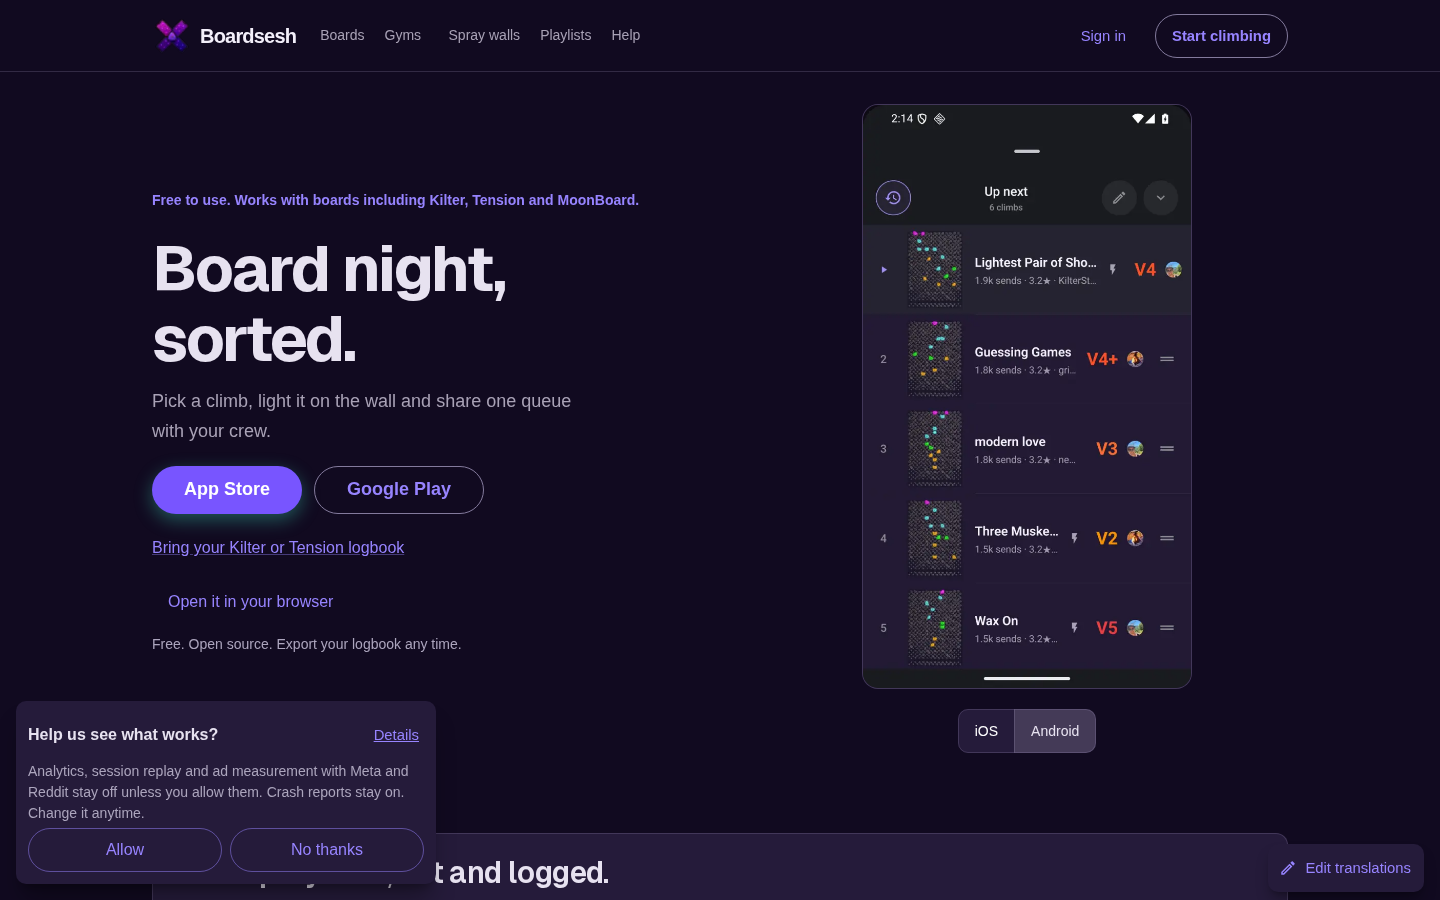 Boardsesh
Boards
Gyms
Spray walls
Playlists
Help
Sign in
Start climbing
Free to use. Works with boards including Kilter, Tension and MoonBoard.
Board night,
sorted.
Pick a climb, light it on the wall and share one queue
with your crew.
App Store
Google Play
Bring your Kilter or Tension logbook
Open it in your browser
Free. Open source. Export your logbook any time.
2:14
Up next
6 climbs
Lightest Pair of Sho...
1.9k sends · 3.2★ · KilterSt...
V4
2
Guessing Games
1.8k sends · 3.2★ · gri...
V4+
3
modern love
1.8k sends · 3.2★ · ne...
V3
4
Three Muske...
1.5k sends · 3.2★...
V2
5
Wax On
1.5k sends · 3.2★...
V5
iOS
Android
Help us see what works?
Details
Analytics, session replay and ad measurement with Meta and
Reddit stay off unless you allow them. Crash reports stay on.
Change it anytime.
Allow
No thanks
and logged.
Edit translations